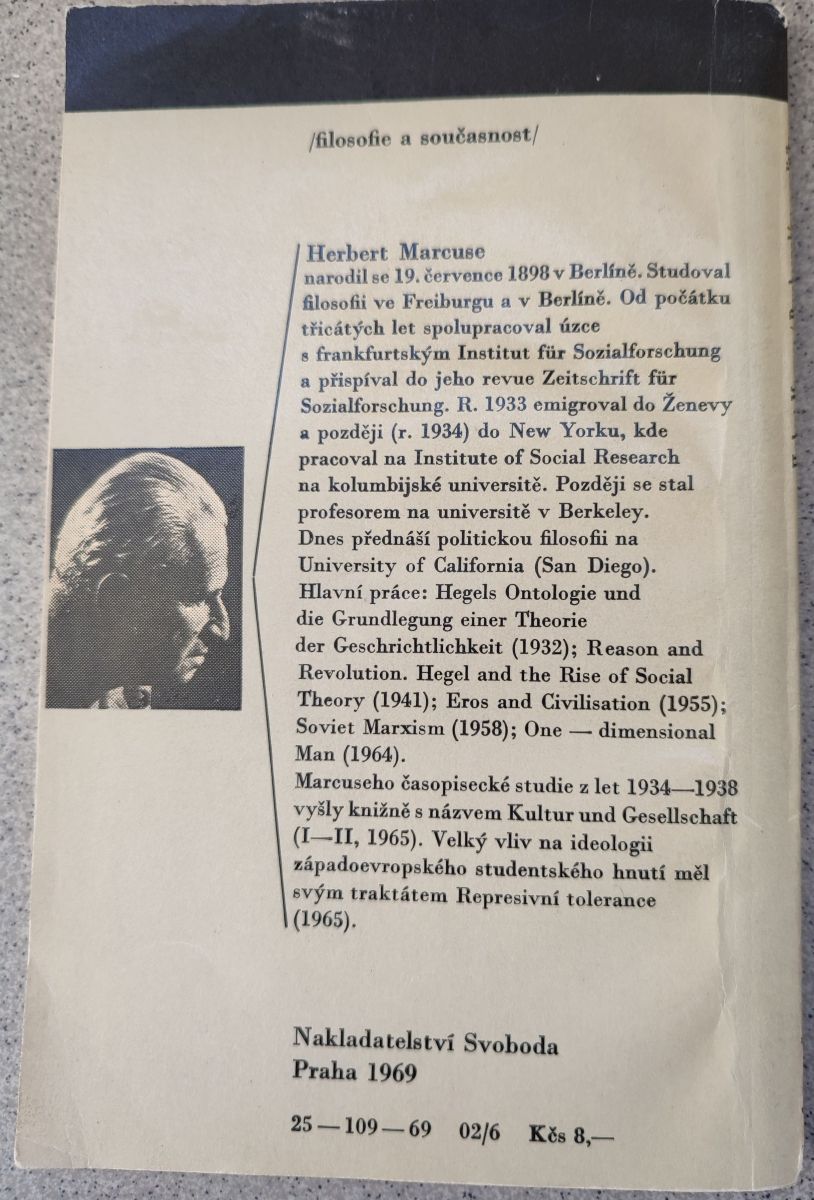 /filosofie a současnost/
Herbert Marcuse
narodil se 19. července 1898 v Berlíně. Studoval
filosofii ve Freiburgu a v Berlíně. Od počátku
třicátých let spolupracoval úzce
s frankfurtským Institut für Sozialforschung
a přispíval do jeho revue Zeitschrift für
Sozialforschung. R. 1933 emigroval do Ženevy
a později (r. 1934) do New Yorku, kde
pracoval na Institute of Social Research
na kolumbijské universitě. Později se stal
profesorem na universitě v Berkeley.
Dnes přednáší politickou filosofii na
University of California (San Diego).
Hlavní práce: Hegels Ontologie und
die Grundlegung einer Theorie
der Geschrichtlichkeit (1932); Reason and
Revolution. Hegel and the Rise of Social
Theory (1941); Eros and Civilisation (1955);
Soviet Marxism (1958); One — dimensional
Man (1964).
Marcuseho časopisecké studie z let 1934—1938
vyšly knižně s názvem Kultur und Gesellschaft
(I—II, 1965). Velký vliv na ideologii
západoevropského studentského hnutí měl
svým traktátem Represivní tolerance
(1965).
Nakladatelství Svoboda
Praha 1969
25 — 109 — 69 02/6 Kčs 8,—